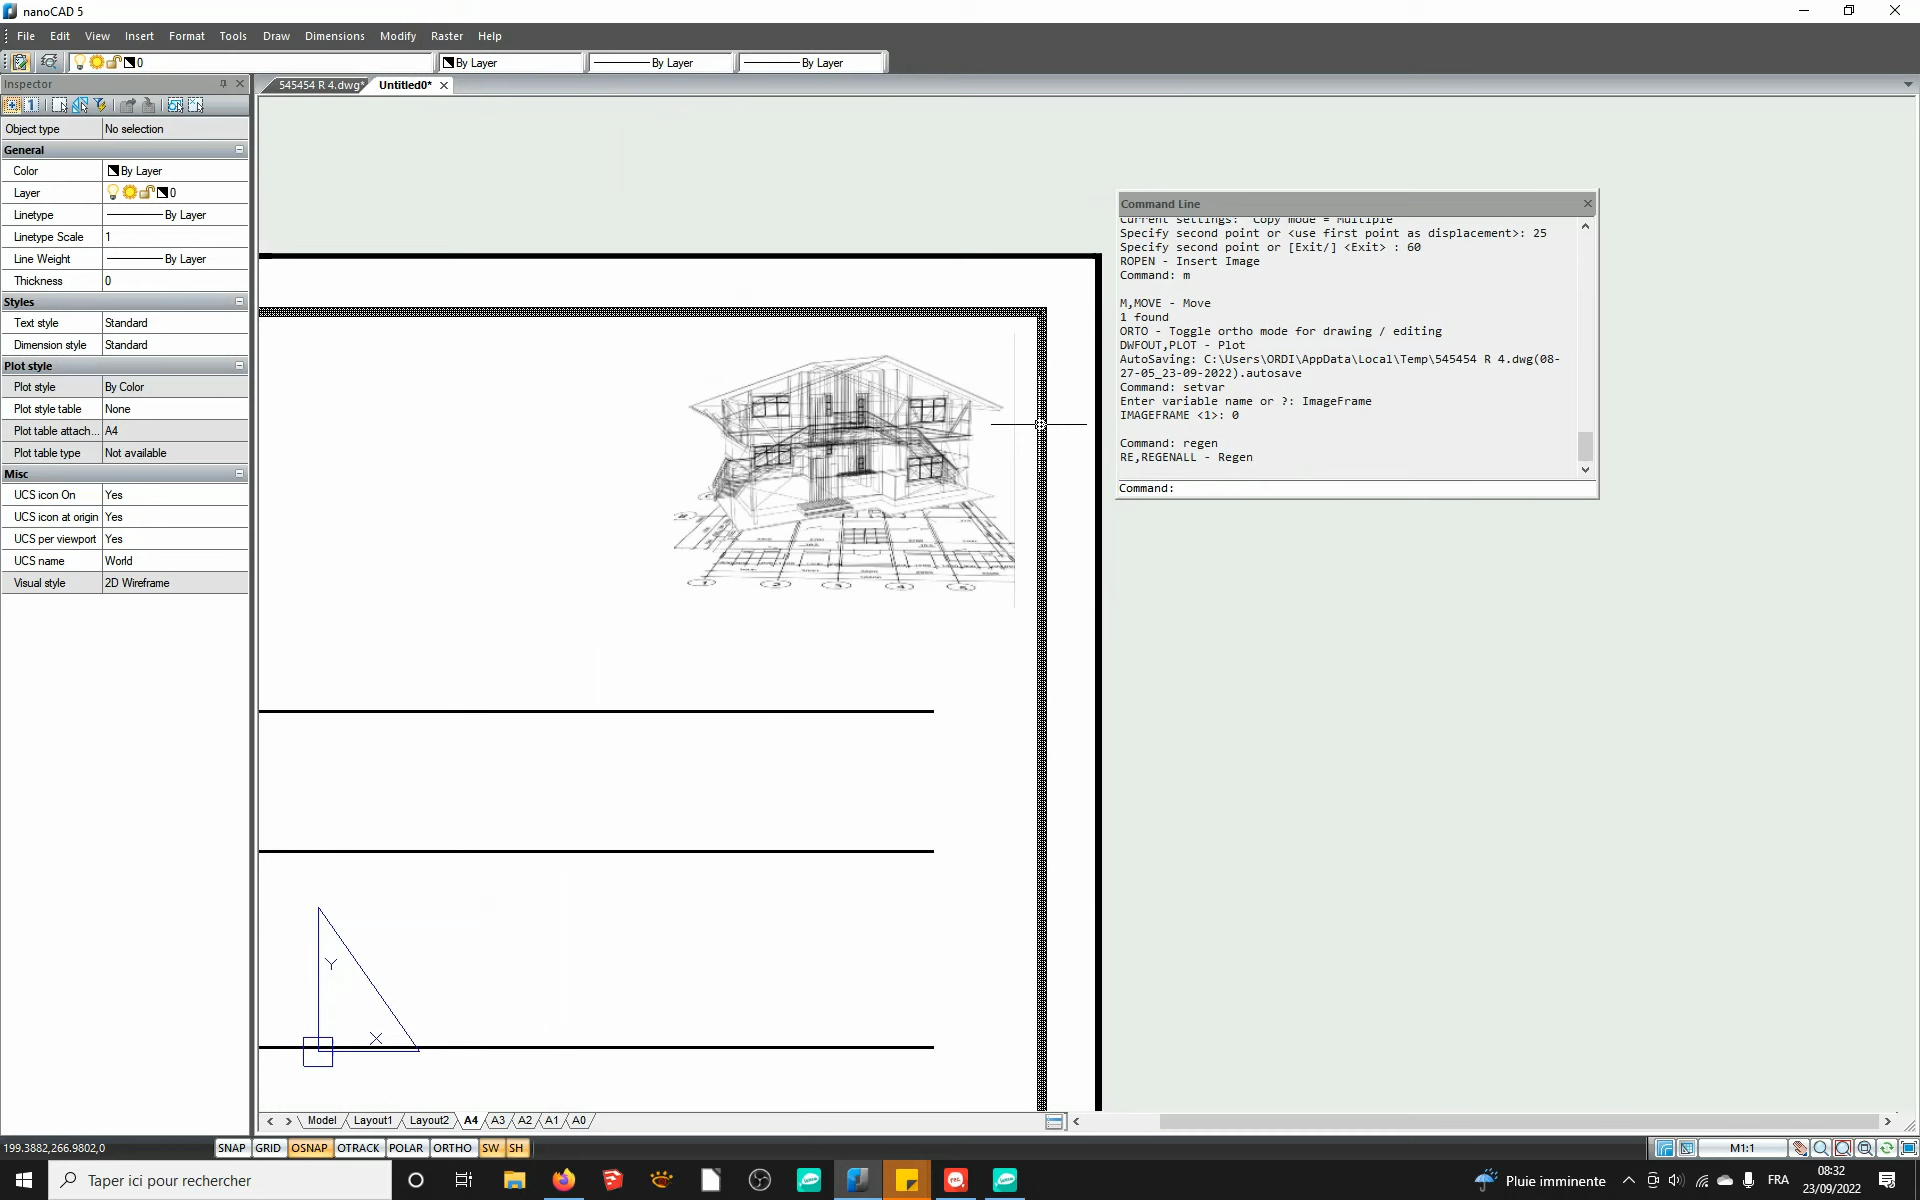 nanoCAD 5
File Edit View Insert Format Tools Draw Dimensions Modify Raster Help
0 By Layer By Layer By Layer
Inspector
545454 R 4.dwg* Untitled0*
Object type No selection
General
Color By Layer
Layer 0
Linetype By Layer
Linetype Scale 1
Line Weight By Layer
Thickness 0
Styles
Text style Standard
Dimension style Standard
Plot style
Plot style By Color
Plot style table None
Plot table attach... A4
Plot table type Not available
Misc
UCS icon On Yes
UCS icon at origin Yes
UCS per viewport Yes
UCS name World
Visual style 2D Wireframe
Command Line
Current settings: Copy mode = Multiple
Specify second point or <use first point as displacement>: 25
Specify second point or [Exit/] <Exit> : 60
ROPEN - Insert Image
Command: m
M,MOVE - Move
1 found
ORTO - Toggle ortho mode for drawing / editing
DWFOUT,PLOT - Plot
AutoSaving: C:\Users\ORDI\AppData\Local\Temp\545454 R 4.dwg(08-
27-05_23-09-2022).autosave
Command: setvar
Enter variable name or ?: ImageFrame
IMAGEFRAME <1>: 0
Command: regen
RE,REGENALL - Regen
Command:
1 2 3 4 5
Y
X
Model Layout1 Layout2 A4 A3 A2 A1 A0
199.3882,266.9802,0 SNAP GRID OSNAP OTRACK POLAR ORTHO SW SH M1:1
Taper ici pour rechercher
Pluie imminente FRA 08:32
23/09/2022